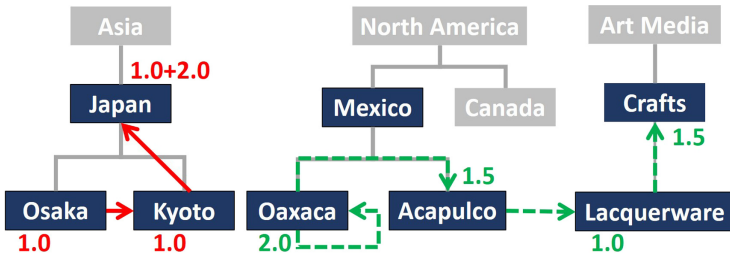 Asia
North America
Art Media
1.0+2.0
Japan
Mexico
Canada
Crafts
1.5
1.5
Osaka
Kyoto
Oaxaca
Acapulco
Lacquerware
1.0
1.0
2.0
1.0